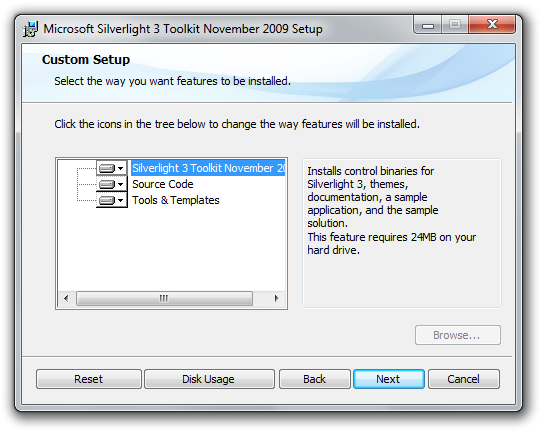 Microsoft Silverlight 3 Toolkit November 2009 Setup
Custom Setup
Select the way you want features to be installed.
Click the icons in the tree below to change the way features will be installed.
Silverlight 3 Toolkit November 20
Source Code
Tools & Templates
Installs control binaries for
Silverlight 3, themes,
documentation, a sample
application, and the sample
solution.
This feature requires 24MB on your
hard drive.
Browse...
Reset
Disk Usage
Back
Next
Cancel